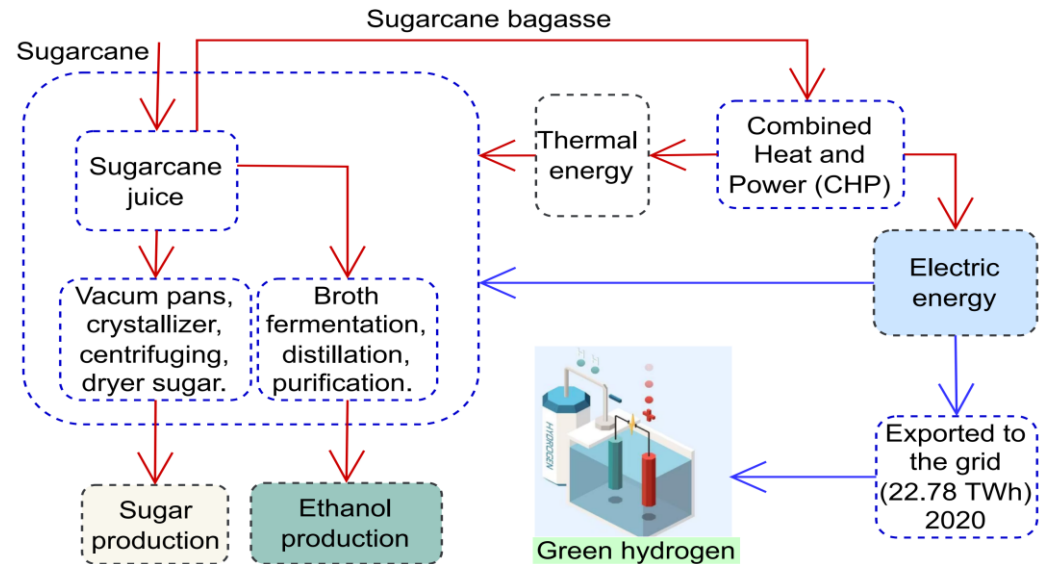 Sugarcane bagasse
Sugarcane
Sugarcane
juice
Thermal
energy
Combined
Heat and
Power (CHP)
Vacum pans,
crystallizer,
centrifuging,
dryer sugar.
Broth
fermentation,
distillation,
purification.
Electric
energy
HYDROGEN
Exported to
the grid
(22.78 TWh)
2020
Sugar
production
Ethanol
production
Green hydrogen